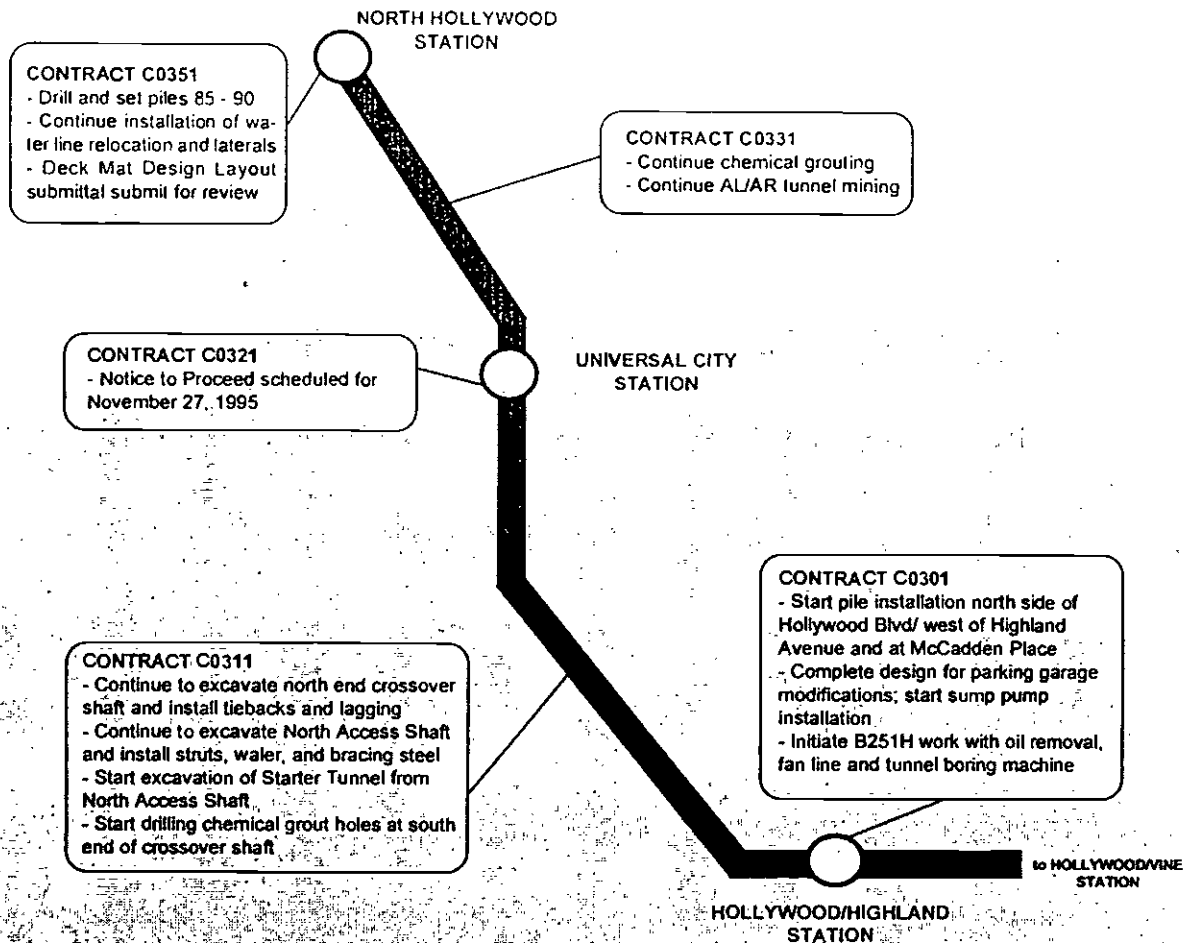 NORTH HOLLYWOOD
STATION
CONTRACT C0351
- Drill and set piles 85 - 90
- Continue installation of wa-
ter line relocation and laterals
- Deck Mat Design Layout
submittal submit for review
CONTRACT C0331
- Continue chemical grouting
- Continue AL/AR tunnel mining
CONTRACT C0321
- Notice to Proceed scheduled for
November 27, 1995
UNIVERSAL CITY
STATION
CONTRACT C0311
- Continue to excavate north end crossover
shaft and install tiebacks and lagging
- Continue to excavate North Access Shaft
and install struts, waler, and bracing steel
- Start excavation of Starter Tunnel from
North Access Shaft
- Start drilling chemical grout holes at south
end of crossover shaft
CONTRACT C0301
- Start pile installation north side of
Hollywood Blvd/ west of Highland
Avenue and at McCadden Place
- Complete design for parking garage
modifications; start sump pump
installation
- Initiate B251H work with oil removal,
fan line and tunnel boring machine
to HOLLYWOOD/VINE
STATION
HOLLYWOOD/HIGHLAND
STATION